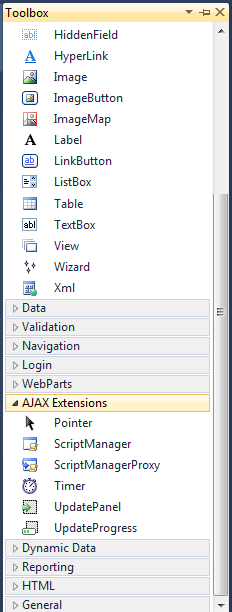 Toolbox
HiddenField
HyperLink
Image
ImageButton
ImageMap
A Label
LinkButton
ListBox
Table
TextBox
View
Wizard
Xml
Data
Validation
Navigation
Login
WebParts
AJAX Extensions
Pointer
ScriptManager
ScriptManagerProxy
Timer
UpdatePanel
UpdateProgress
Dynamic Data
Reporting
HTML
General